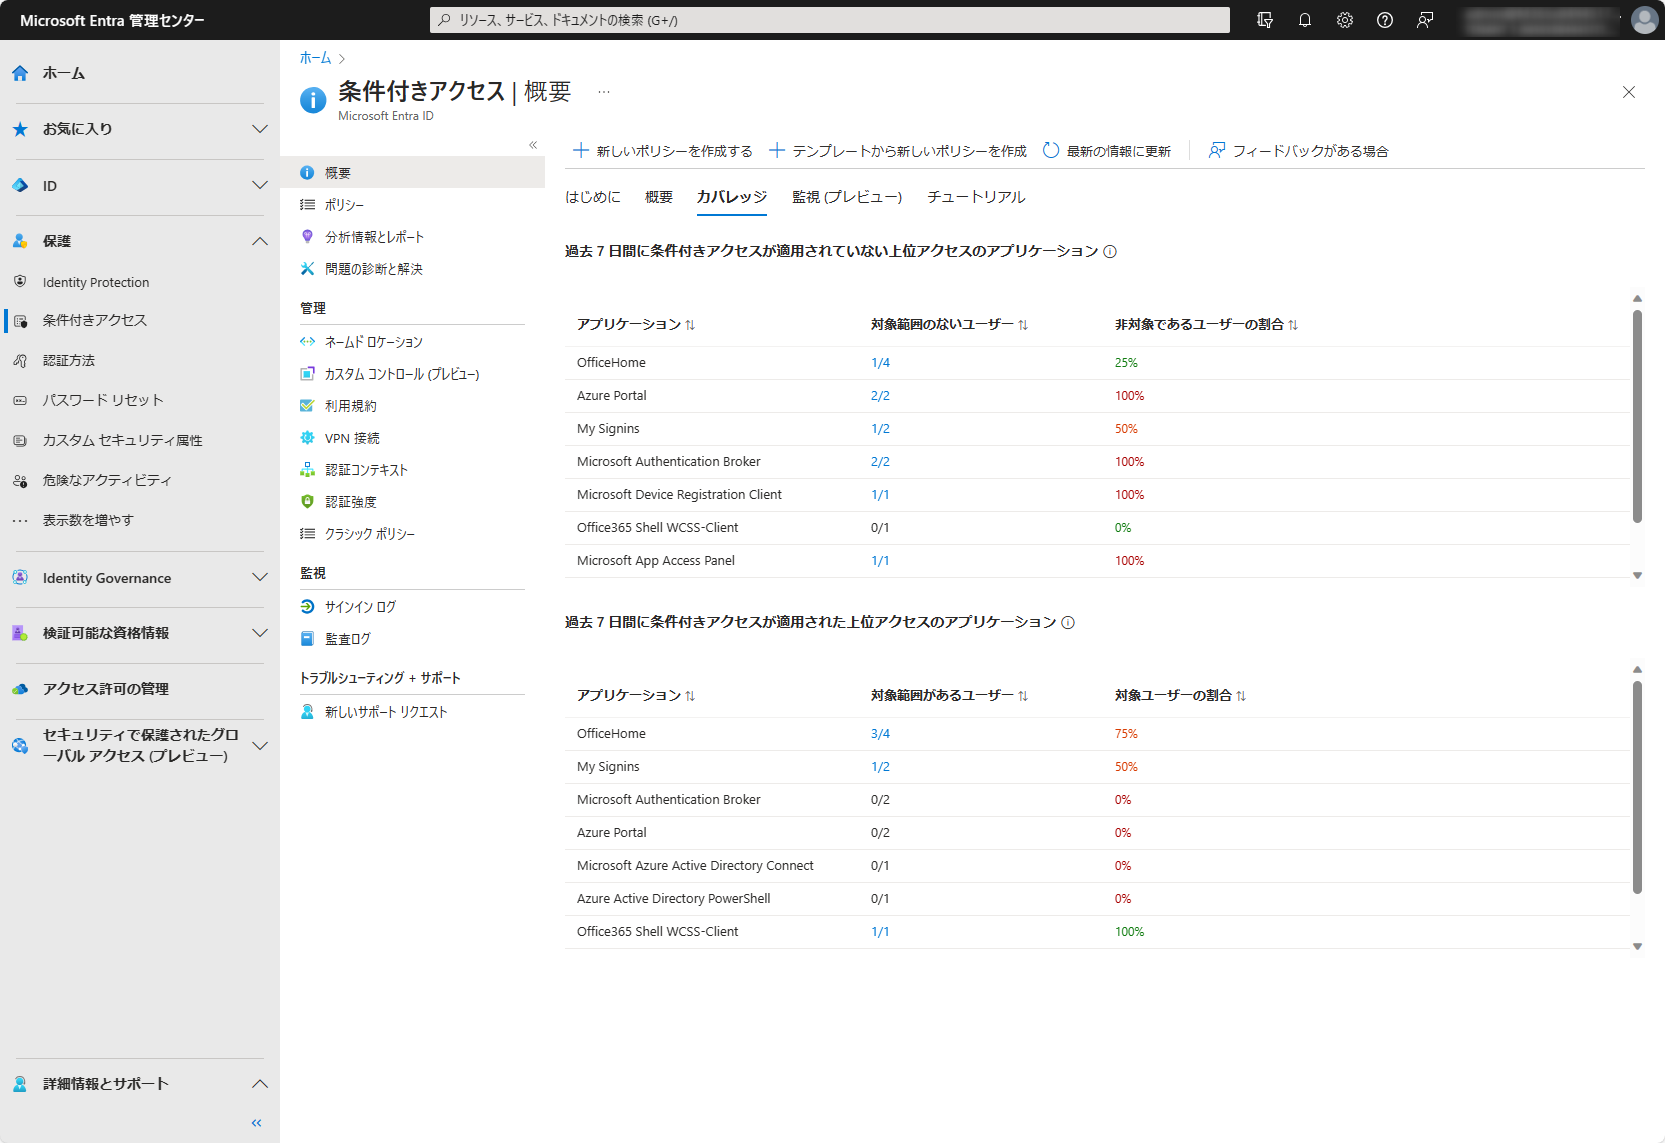 Microsoft Entra 管理センター
リソース、サービス、ドキュメントの検索 (G+/)
ホーム
お気に入り
ID
保護
Identity Protection
条件付きアクセス
認証方法
パスワード リセット
カスタム セキュリティ属性
危険なアクティビティ
表示数を増やす
Identity Governance
検証可能な資格情報
アクセス許可の管理
セキュリティで保護されたグロ
ーバル アクセス (プレビュー)
詳細情報とサポート
ホーム
条件付きアクセス | 概要
Microsoft Entra ID
概要
ポリシー
分析情報とレポート
問題の診断と解決
管理
ネームド ロケーション
カスタム コントロール (プレビュー)
利用規約
VPN 接続
認証コンテキスト
認証強度
クラシック ポリシー
監視
サインイン ログ
監査ログ
トラブルシューティング + サポート
新しいサポート リクエスト
新しいポリシーを作成する テンプレートから新しいポリシーを作成 最新の情報に更新 フィードバックがある場合
はじめに 概要 カバレッジ 監視 (プレビュー) チュートリアル
過去 7 日間に条件付きアクセスが適用されていない上位アクセスのアプリケーション
アプリケーション 対象範囲のないユーザー 非対象であるユーザーの割合
OfficeHome 1/4 25%
Azure Portal 2/2 100%
My Signins 1/2 50%
Microsoft Authentication Broker 2/2 100%
Microsoft Device Registration Client 1/1 100%
Office365 Shell WCSS-Client 0/1 0%
Microsoft App Access Panel 1/1 100%
過去 7 日間に条件付きアクセスが適用された上位アクセスのアプリケーション
アプリケーション 対象範囲があるユーザー 対象ユーザーの割合
OfficeHome 3/4 75%
My Signins 1/2 50%
Microsoft Authentication Broker 0/2 0%
Azure Portal 0/2 0%
Microsoft Azure Active Directory Connect 0/1 0%
Azure Active Directory PowerShell 0/1 0%
Office365 Shell WCSS-Client 1/1 100%